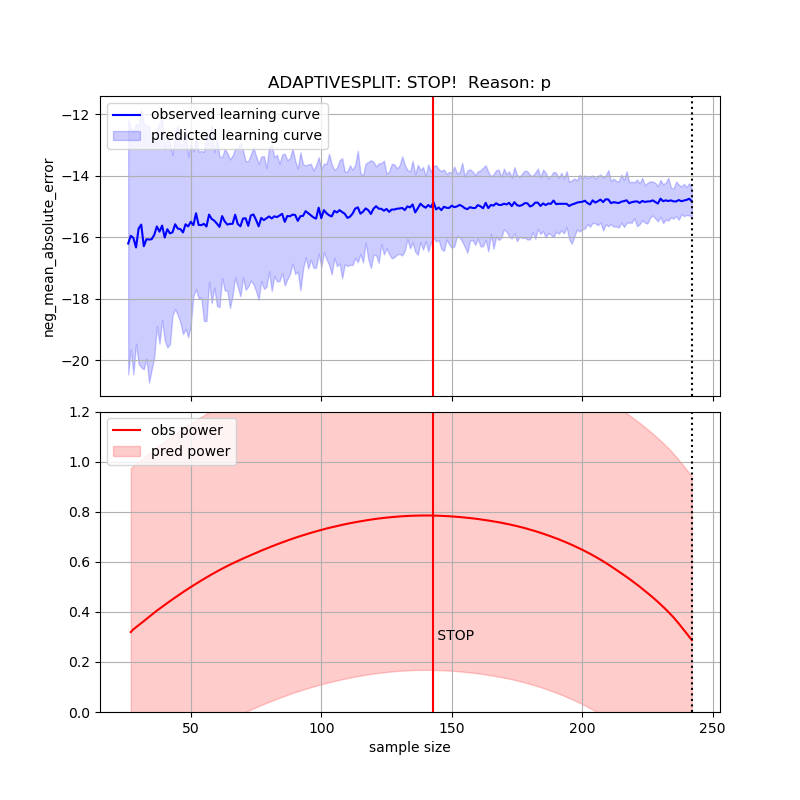 ADAPTIVESPLIT: STOP!  Reason: p
observed learning curve
predicted learning curve
neg_mean_absolute_error
−12
−14
−16
−18
−20
obs power
pred power
1.2
1.0
0.8
0.6
0.4
0.2
0.0
STOP
50
100
150
200
250
sample size